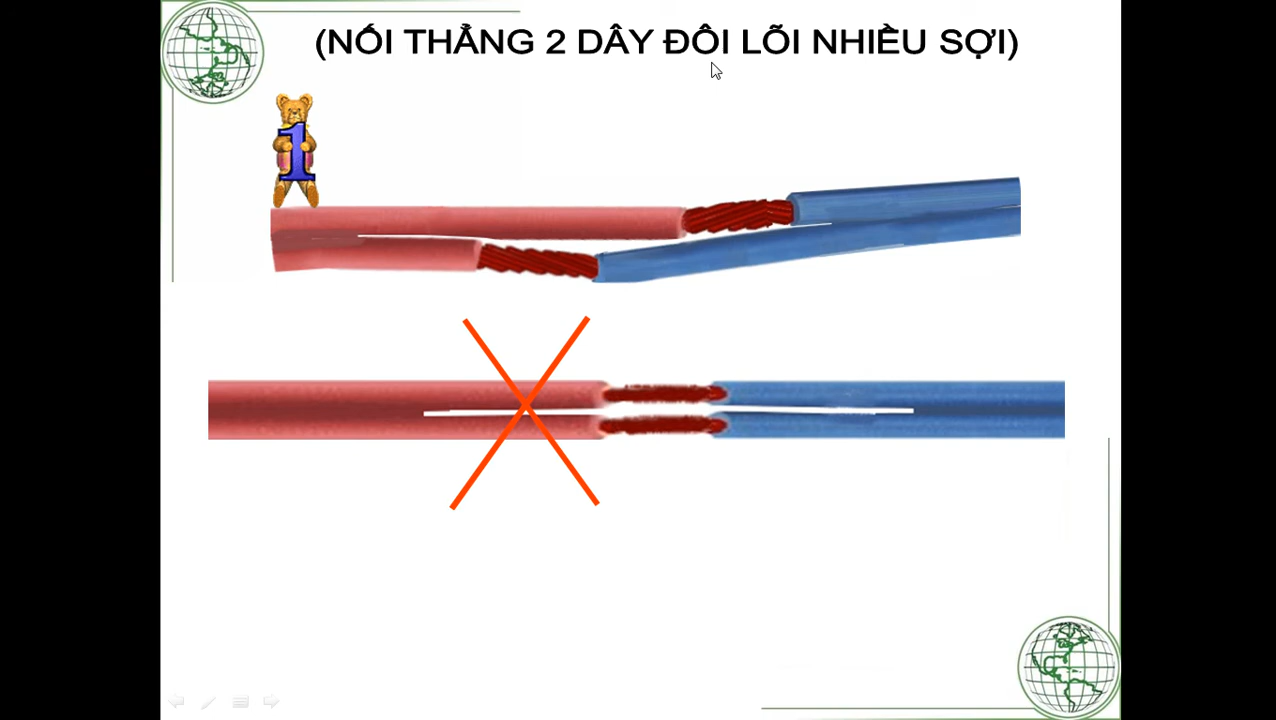 (NỐI THẲNG 2 DÂY ĐÔI LÕI NHIỀU SỢI)
1